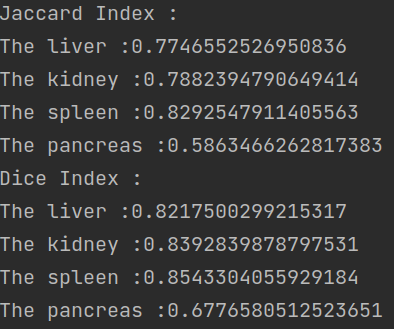 Jaccard Index :
The liver :0.7746552526950836
The kidney :0.7882394790649414
The spleen :0.8292547911405563
The pancreas :0.5863466262817383
Dice Index :
The liver :0.8217500299215317
The kidney :0.8392839878797531
The spleen :0.8543304055929184
The pancreas :0.6776580512523651